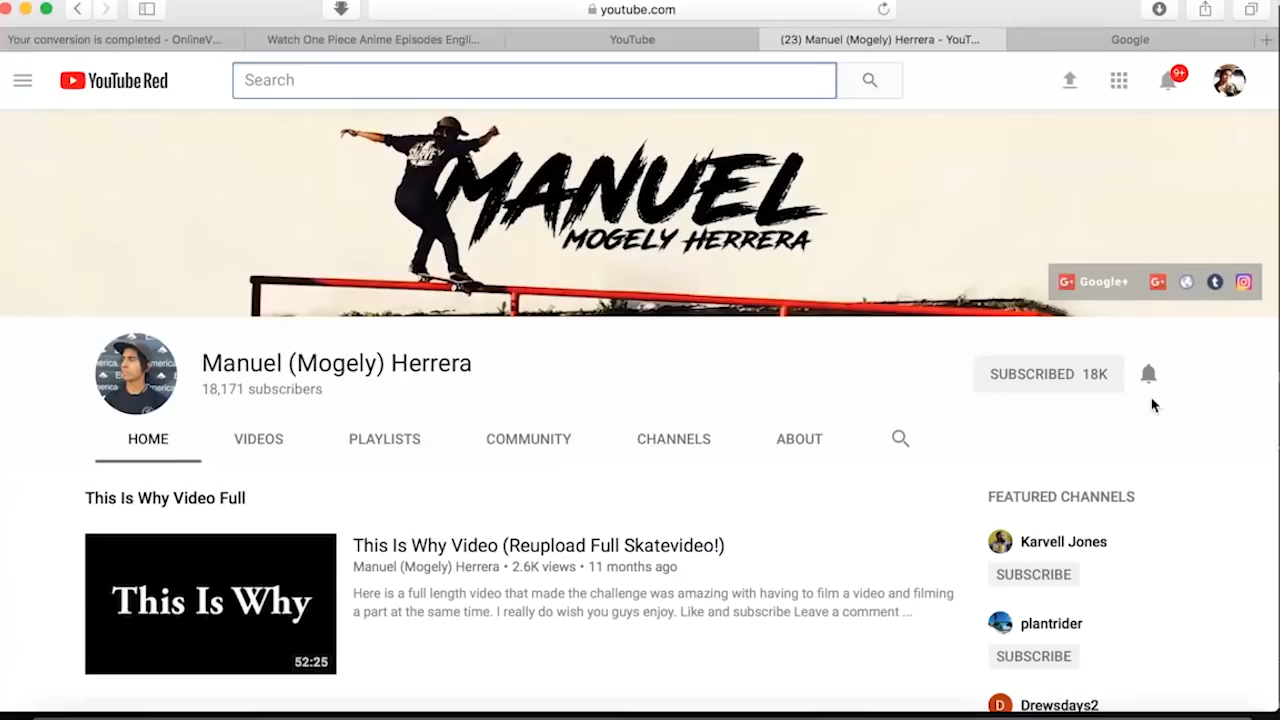 youtube.com
Your conversion is completed - OnlineV...
Watch One Piece Anime Episodes Engli...
YouTube
(23) Manuel (Mogely) Herrera - YouT...
Google
YouTube Red
Search
9+
MANUEL
MOGELY HERRERA
G+ Google+
Manuel (Mogely) Herrera
18,171 subscribers
SUBSCRIBED 18K
HOME
VIDEOS
PLAYLISTS
COMMUNITY
CHANNELS
ABOUT
This Is Why Video Full
FEATURED CHANNELS
This Is Why
52:25
This Is Why Video (Reupload Full Skatevideo!)
Manuel (Mogely) Herrera • 2.6K views • 11 months ago
Here is a full length video that made the challenge was amazing with having to film a video and filming
a part at the same time. I really do wish you guys enjoy. Like and subscribe Leave a comment ...
Karvell Jones
SUBSCRIBE
plantrider
SUBSCRIBE
D
Drewsdays2